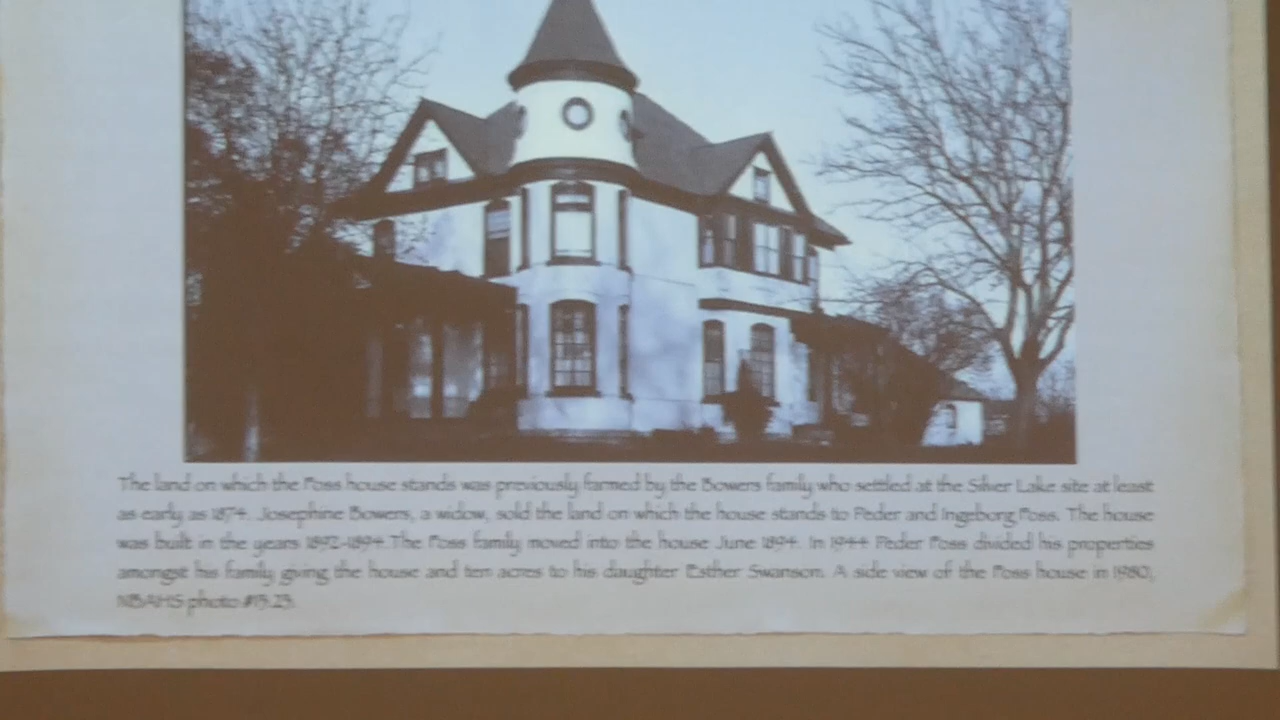 The land on which the Foss house stands was previously farmed by the Bowers family who settled at the Silver Lake site at least
as early as 1874. Josephine Bowers, a widow, sold the land on which the house stands to Peder and Ingeborg Foss. The house
was built in the years 1892-1894. The Foss family moved into the house June 1894. In 1944 Peder Foss divided his properties
amongst his family giving the house and ten acres to his daughter Esther Swanson. A side view of the Foss house in 1980,
NBAHS photo